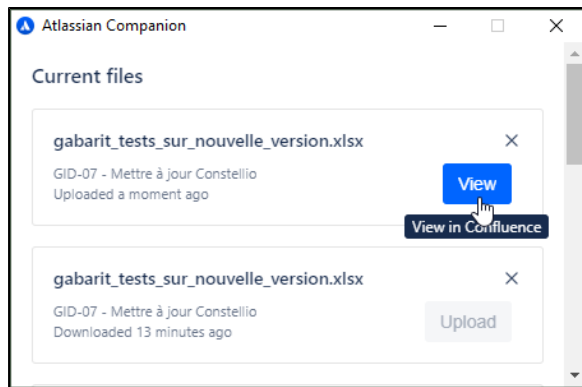 Atlassian Companion
Current files
gabarit_tests_sur_nouvelle_version.xlsx
GID-07 - Mettre à jour Constellio
Uploaded a moment ago
View
View in Confluence
gabarit_tests_sur_nouvelle_version.xlsx
GID-07 - Mettre à jour Constellio
Downloaded 13 minutes ago
Upload